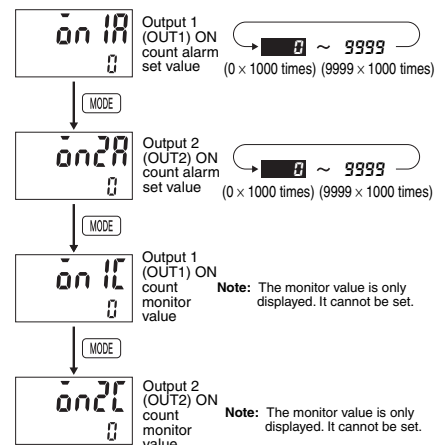 on 1A
0
Output 1
(OUT1) ON
count alarm
set value
0 ~ 9999
(0 × 1000 times) (9999 × 1000 times)
MODE
on2A
0
Output 2
(OUT2) ON
count alarm
set value
0 ~ 9999
(0 × 1000 times) (9999 × 1000 times)
MODE
on 1C
0
Output 1
(OUT1) ON
count
monitor
value
Note: The monitor value is only
displayed. It cannot be set.
MODE
on2C
0
Output 2
(OUT2) ON
count
monitor
value
Note: The monitor value is only
displayed. It cannot be set.